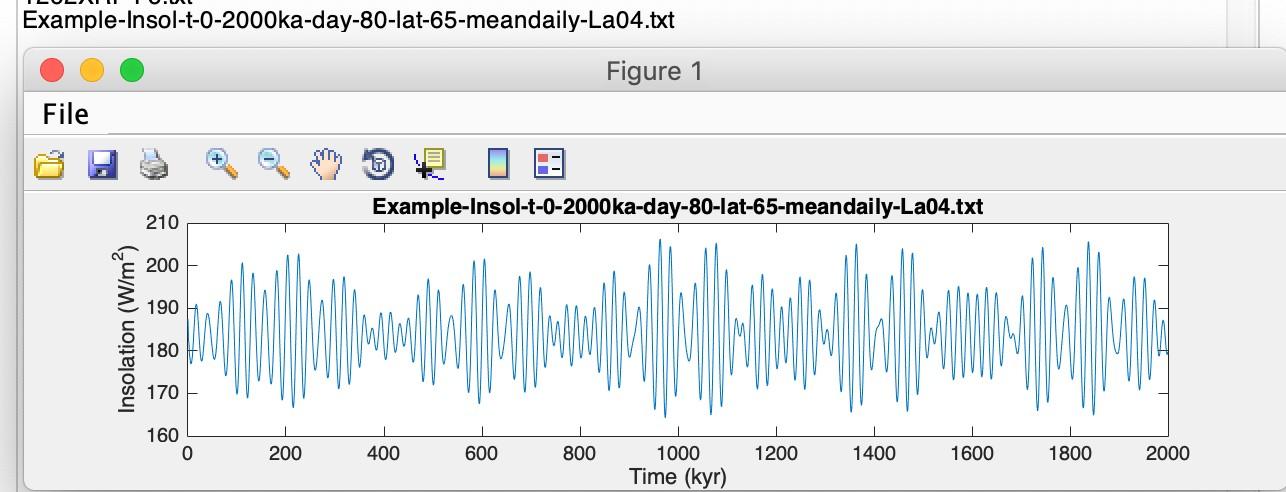 Example-Insol-t-0-2000ka-day-80-lat-65-meandaily-La04.txt
Figure 1
File
Example-Insol-t-0-2000ka-day-80-lat-65-meandaily-La04.txt
210
200
190
180
170
160
Insolation (W/m²)
0 200 400 600 800 1000 1200 1400 1600 1800 2000
Time (kyr)